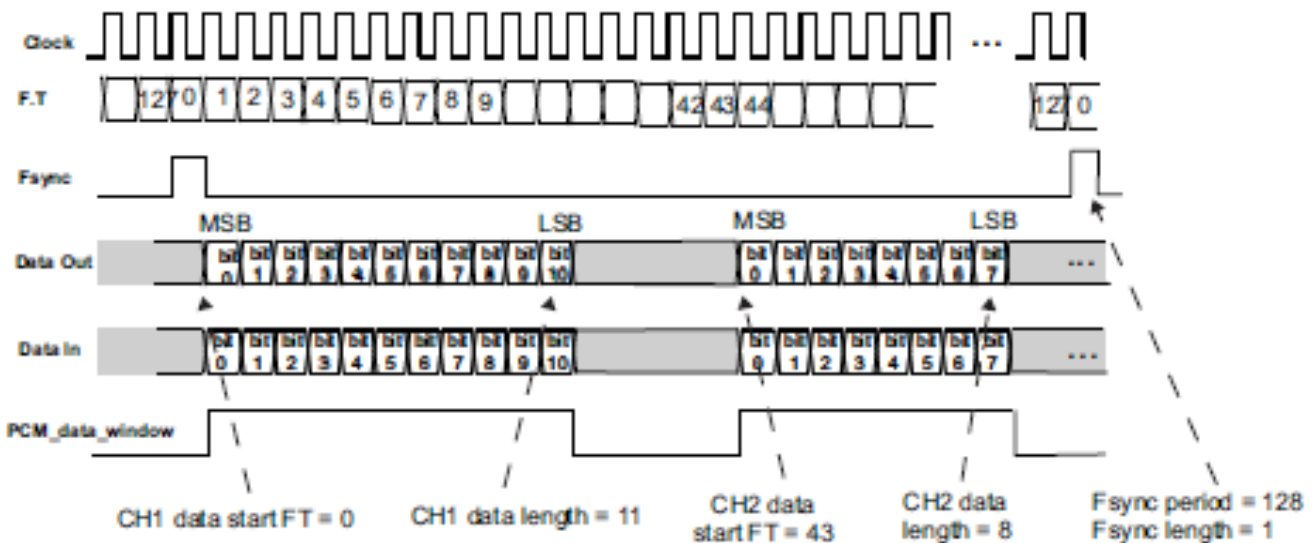 Clock ...
F.T 127 0 1 2 3 4 5 6 7 8 9 42 43 44 127 0
Fsync
MSB LSB MSB LSB
Data Out bit 0 bit 1 bit 2 bit 3 bit 4 bit 5 bit 6 bit 7 bit 8 bit 9 bit 10 bit 0 bit 1 bit 2 bit 3 bit 4 bit 5 bit 6 bit 7 ...
Data In bit 0 bit 1 bit 2 bit 3 bit 4 bit 5 bit 6 bit 7 bit 8 bit 9 bit 10 bit 0 bit 1 bit 2 bit 3 bit 4 bit 5 bit 6 bit 7 ...
PCM_data_window
CH1 data start FT = 0
CH1 data length = 11
CH2 data
start FT = 43
CH2 data
length = 8
Fsync period = 128
Fsync length = 1